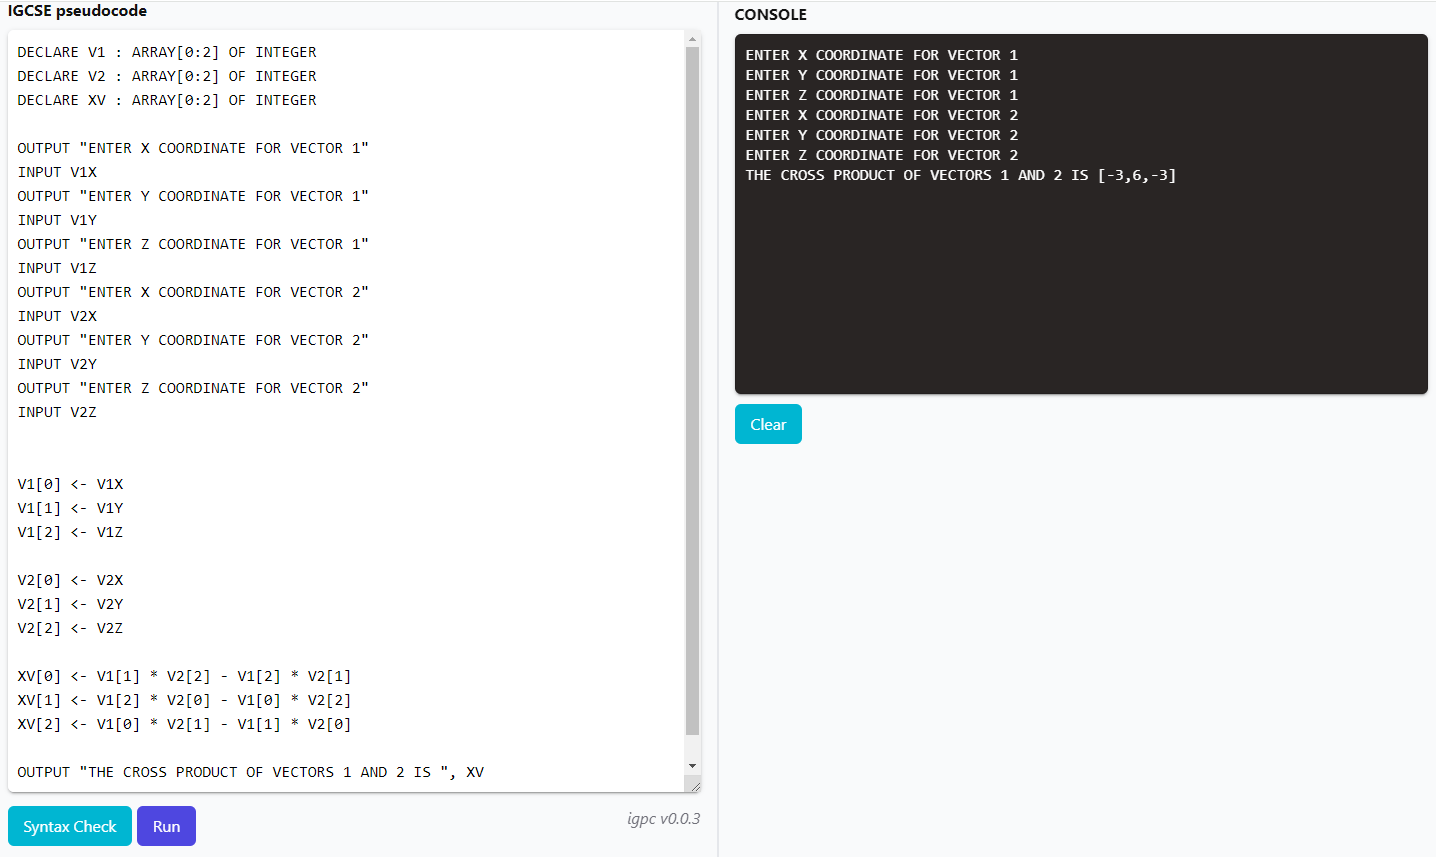 IGCSE pseudocode
DECLARE V1 : ARRAY[0:2] OF INTEGER
DECLARE V2 : ARRAY[0:2] OF INTEGER
DECLARE XV : ARRAY[0:2] OF INTEGER
OUTPUT "ENTER X COORDINATE FOR VECTOR 1"
INPUT V1X
OUTPUT "ENTER Y COORDINATE FOR VECTOR 1"
INPUT V1Y
OUTPUT "ENTER Z COORDINATE FOR VECTOR 1"
INPUT V1Z
OUTPUT "ENTER X COORDINATE FOR VECTOR 2"
INPUT V2X
OUTPUT "ENTER Y COORDINATE FOR VECTOR 2"
INPUT V2Y
OUTPUT "ENTER Z COORDINATE FOR VECTOR 2"
INPUT V2Z
V1[0] <- V1X
V1[1] <- V1Y
V1[2] <- V1Z
V2[0] <- V2X
V2[1] <- V2Y
V2[2] <- V2Z
XV[0] <- V1[1] * V2[2] - V1[2] * V2[1]
XV[1] <- V1[2] * V2[0] - V1[0] * V2[2]
XV[2] <- V1[0] * V2[1] - V1[1] * V2[0]
OUTPUT "THE CROSS PRODUCT OF VECTORS 1 AND 2 IS ", XV
Syntax Check
Run
igpc v0.0.3
CONSOLE
ENTER X COORDINATE FOR VECTOR 1
ENTER Y COORDINATE FOR VECTOR 1
ENTER Z COORDINATE FOR VECTOR 1
ENTER X COORDINATE FOR VECTOR 2
ENTER Y COORDINATE FOR VECTOR 2
ENTER Z COORDINATE FOR VECTOR 2
THE CROSS PRODUCT OF VECTORS 1 AND 2 IS [-3,6,-3]
Clear